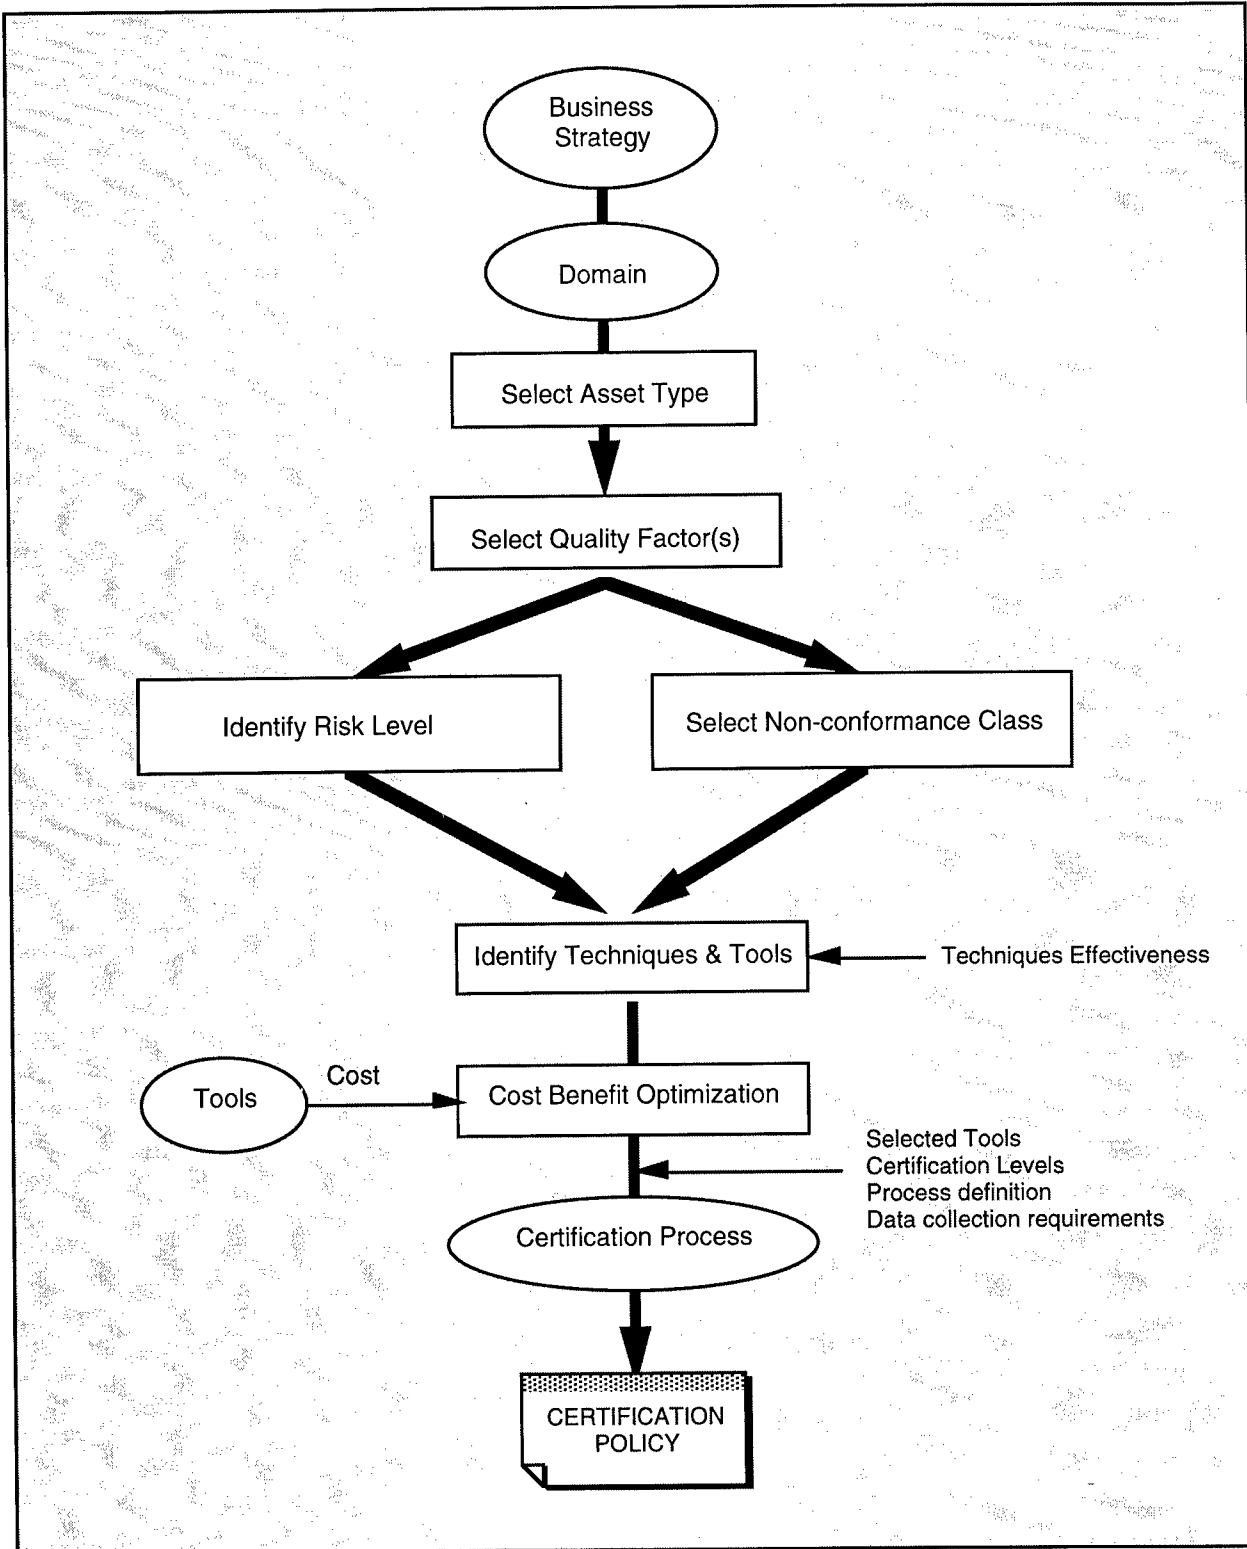 Business
Strategy
Domain
Select Asset Type
Select Quality Factor(s)
Identify Risk Level
Select Non-conformance Class
Identify Techniques & Tools
Techniques Effectiveness
Tools
Cost
Cost Benefit Optimization
Selected Tools
Certification Levels
Process definition
Data collection requirements
Certification Process
CERTIFICATION
POLICY